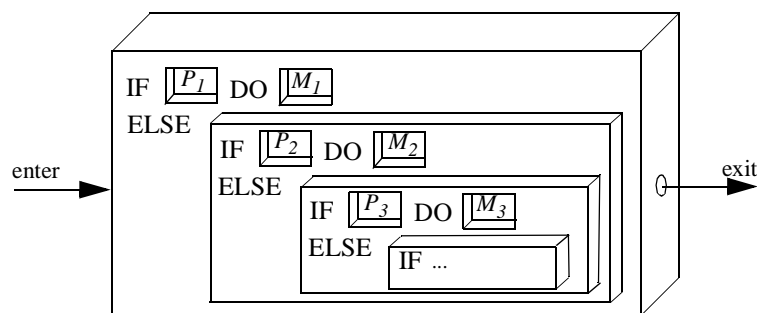 IF P1 DO M1
ELSE
IF P2 DO M2
enter
ELSE
exit
IF P3 DO M3
ELSE
IF ...